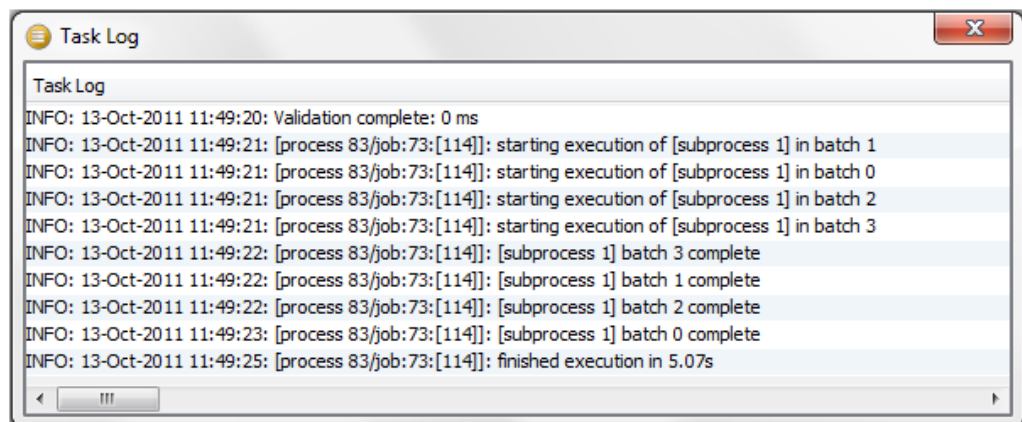 Task Log
Task Log
INFO: 13-Oct-2011 11:49:20: Validation complete: 0 ms
INFO: 13-Oct-2011 11:49:21: [process 83/job:73:[114]]: starting execution of [subprocess 1] in batch 1
INFO: 13-Oct-2011 11:49:21: [process 83/job:73:[114]]: starting execution of [subprocess 1] in batch 0
INFO: 13-Oct-2011 11:49:21: [process 83/job:73:[114]]: starting execution of [subprocess 1] in batch 2
INFO: 13-Oct-2011 11:49:21: [process 83/job:73:[114]]: starting execution of [subprocess 1] in batch 3
INFO: 13-Oct-2011 11:49:22: [process 83/job:73:[114]]: [subprocess 1] batch 3 complete
INFO: 13-Oct-2011 11:49:22: [process 83/job:73:[114]]: [subprocess 1] batch 1 complete
INFO: 13-Oct-2011 11:49:22: [process 83/job:73:[114]]: [subprocess 1] batch 2 complete
INFO: 13-Oct-2011 11:49:23: [process 83/job:73:[114]]: [subprocess 1] batch 0 complete
INFO: 13-Oct-2011 11:49:25: [process 83/job:73:[114]]: finished execution in 5.07s